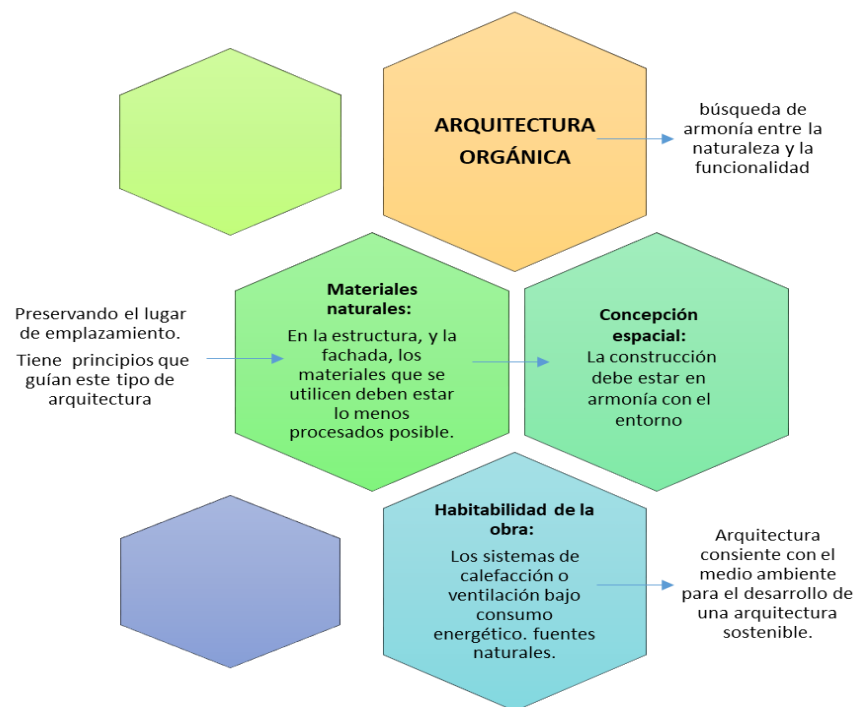 ARQUITECTURA
ORGÁNICA
búsqueda de
armonía entre la
naturaleza y la
funcionalidad
Preservando el lugar
de emplazamiento.
Tiene principios que
guían este tipo de
arquitectura
Materiales
naturales:
En la estructura, y la
fachada, los
materiales que se
utilicen deben estar
lo menos
procesados posible.
Concepción
espacial:
La construcción
debe estar en
armonía con el
entorno
Habitabilidad de la
obra:
Los sistemas de
calefacción o
ventilación bajo
consumo
energético. fuentes
naturales.
Arquitectura
consiente con el
medio ambiente
para el desarrollo de
una arquitectura
sostenible.